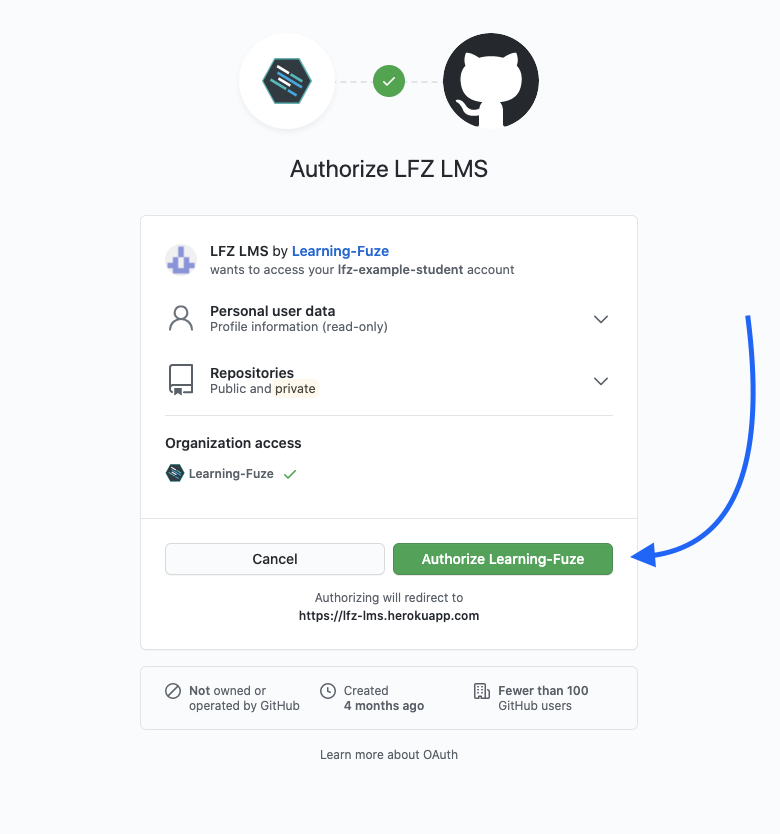 Authorize LFZ LMS
LFZ LMS by Learning-Fuze
wants to access your lfz-example-student account
Personal user data
Profile information (read-only)
Repositories
Public and private
Organization access
Learning-Fuze
Cancel
Authorize Learning-Fuze
Authorizing will redirect to
https://lfz-lms.herokuapp.com
Not owned or
operated by GitHub
Created
4 months ago
Fewer than 100
GitHub users
Learn more about OAuth